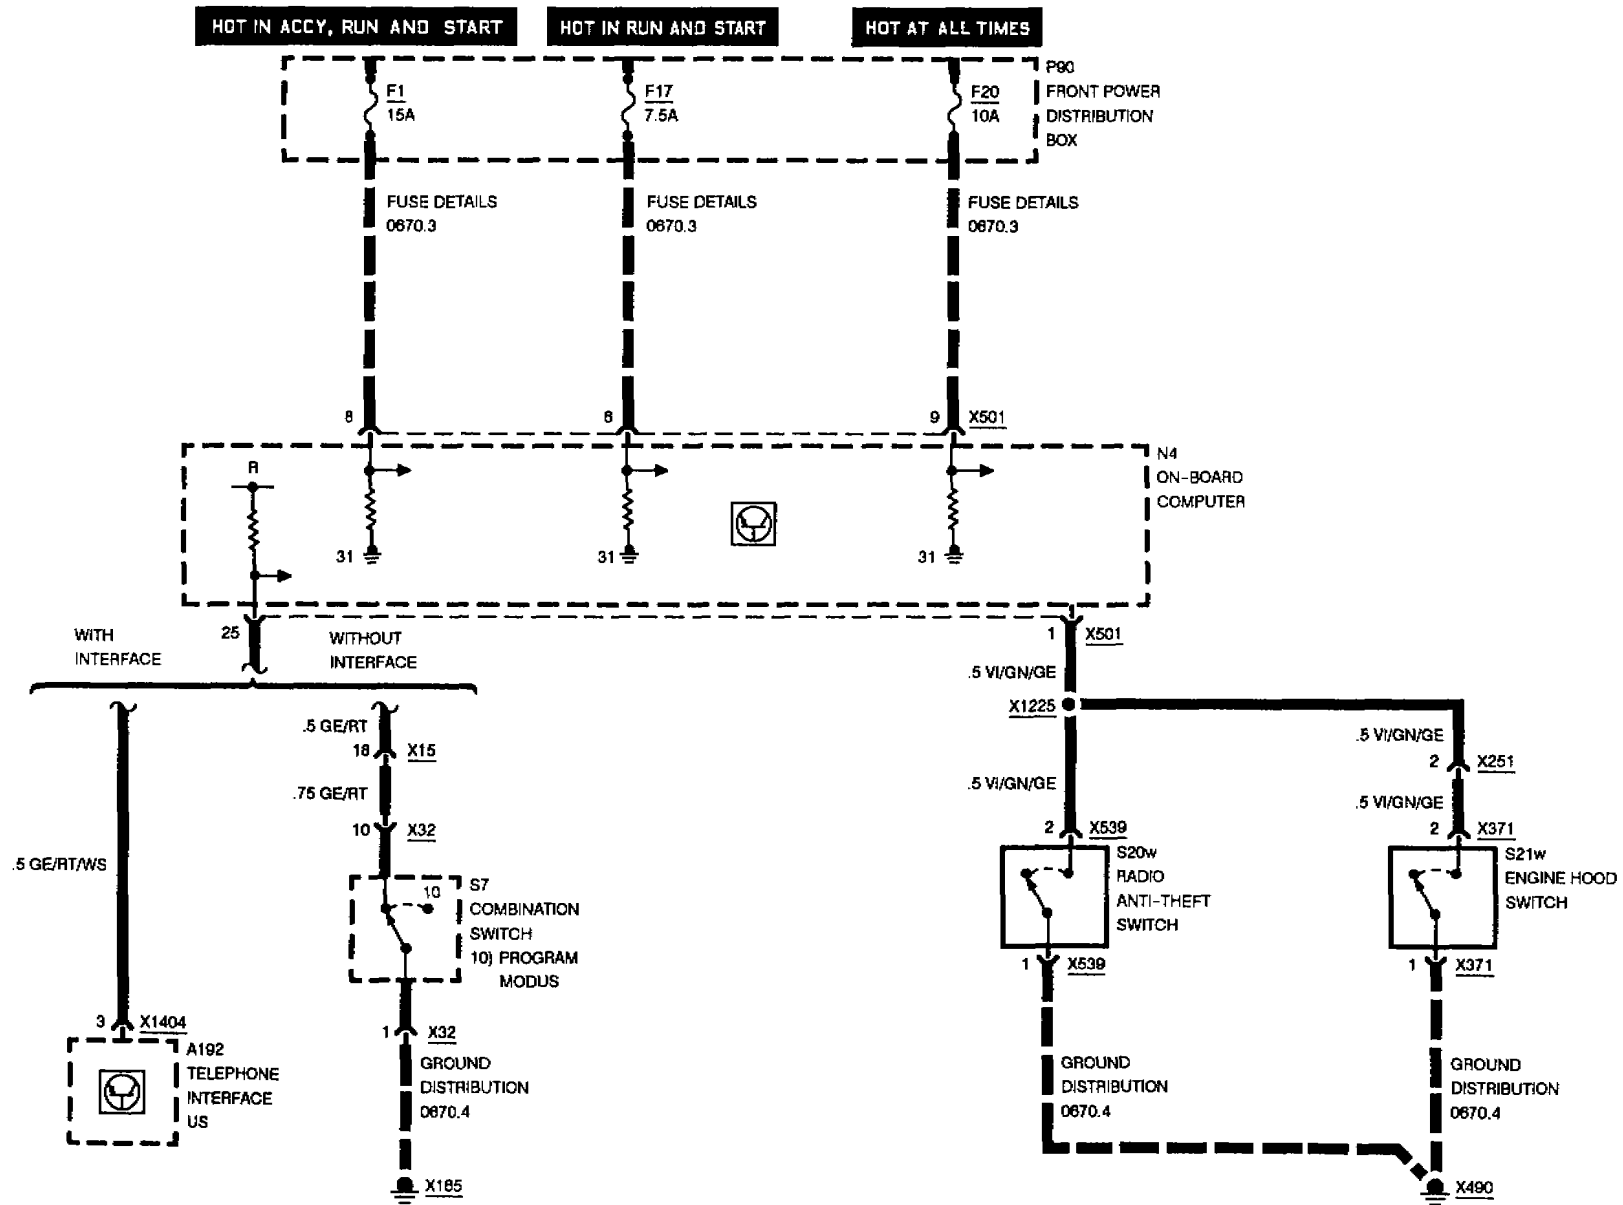 HOT IN ACCY, RUN AND START
HOT IN RUN AND START
HOT AT ALL TIMES
F1
15A
F17
7.5A
F20
10A
P90
FRONT POWER
DISTRIBUTION
BOX
FUSE DETAILS
0670.3
FUSE DETAILS
0670.3
FUSE DETAILS
0670.3
8
6
9
X501
R
31
31
31
N4
ON-BOARD
COMPUTER
WITH
INTERFACE
25
WITHOUT
INTERFACE
1
X501
.5 VI/GN/GE
X1225
.5 GE/RT
18
X15
.5 VI/GN/GE
2
X251
.75 GE/RT
.5 VI/GN/GE
.5 VI/GN/GE
10
X32
2
X539
2
X371
.5 GE/RT/WS
10
S7
COMBINATION
SWITCH
10) PROGRAM
MODUS
S20w
RADIO
ANTI-THEFT
SWITCH
S21w
ENGINE HOOD
SWITCH
1
X539
1
X371
3
X1404
1
X32
A192
TELEPHONE
INTERFACE
US
GROUND
DISTRIBUTION
0670.4
GROUND
DISTRIBUTION
0670.4
GROUND
DISTRIBUTION
0670.4
X165
X490